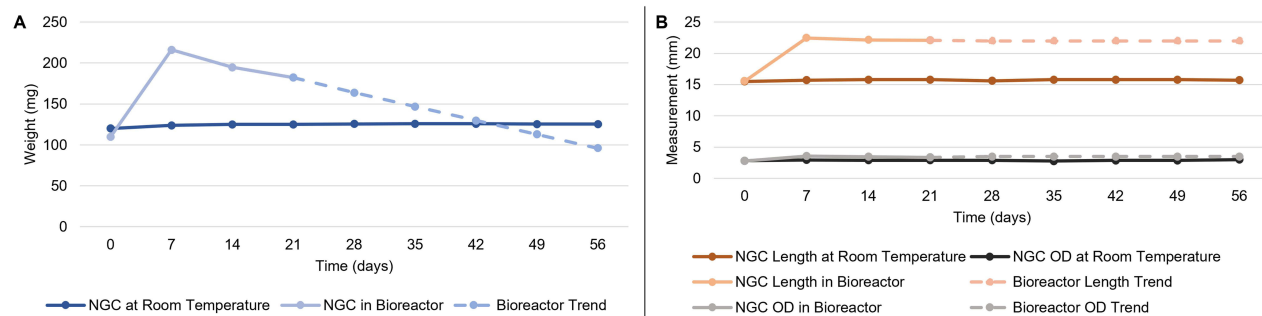 A
250
200
150
100
50
0
Weight (mg)
0 7 14 21 28 35 42 49 56
Time (days)
NGC at Room Temperature NGC in Bioreactor Bioreactor Trend
B
25
20
15
10
5
0
Measurement (mm)
0 7 14 21 28 35 42 49 56
Time (days)
NGC Length at Room Temperature NGC OD at Room Temperature
NGC Length in Bioreactor Bioreactor Length Trend
NGC OD in Bioreactor Bioreactor OD Trend